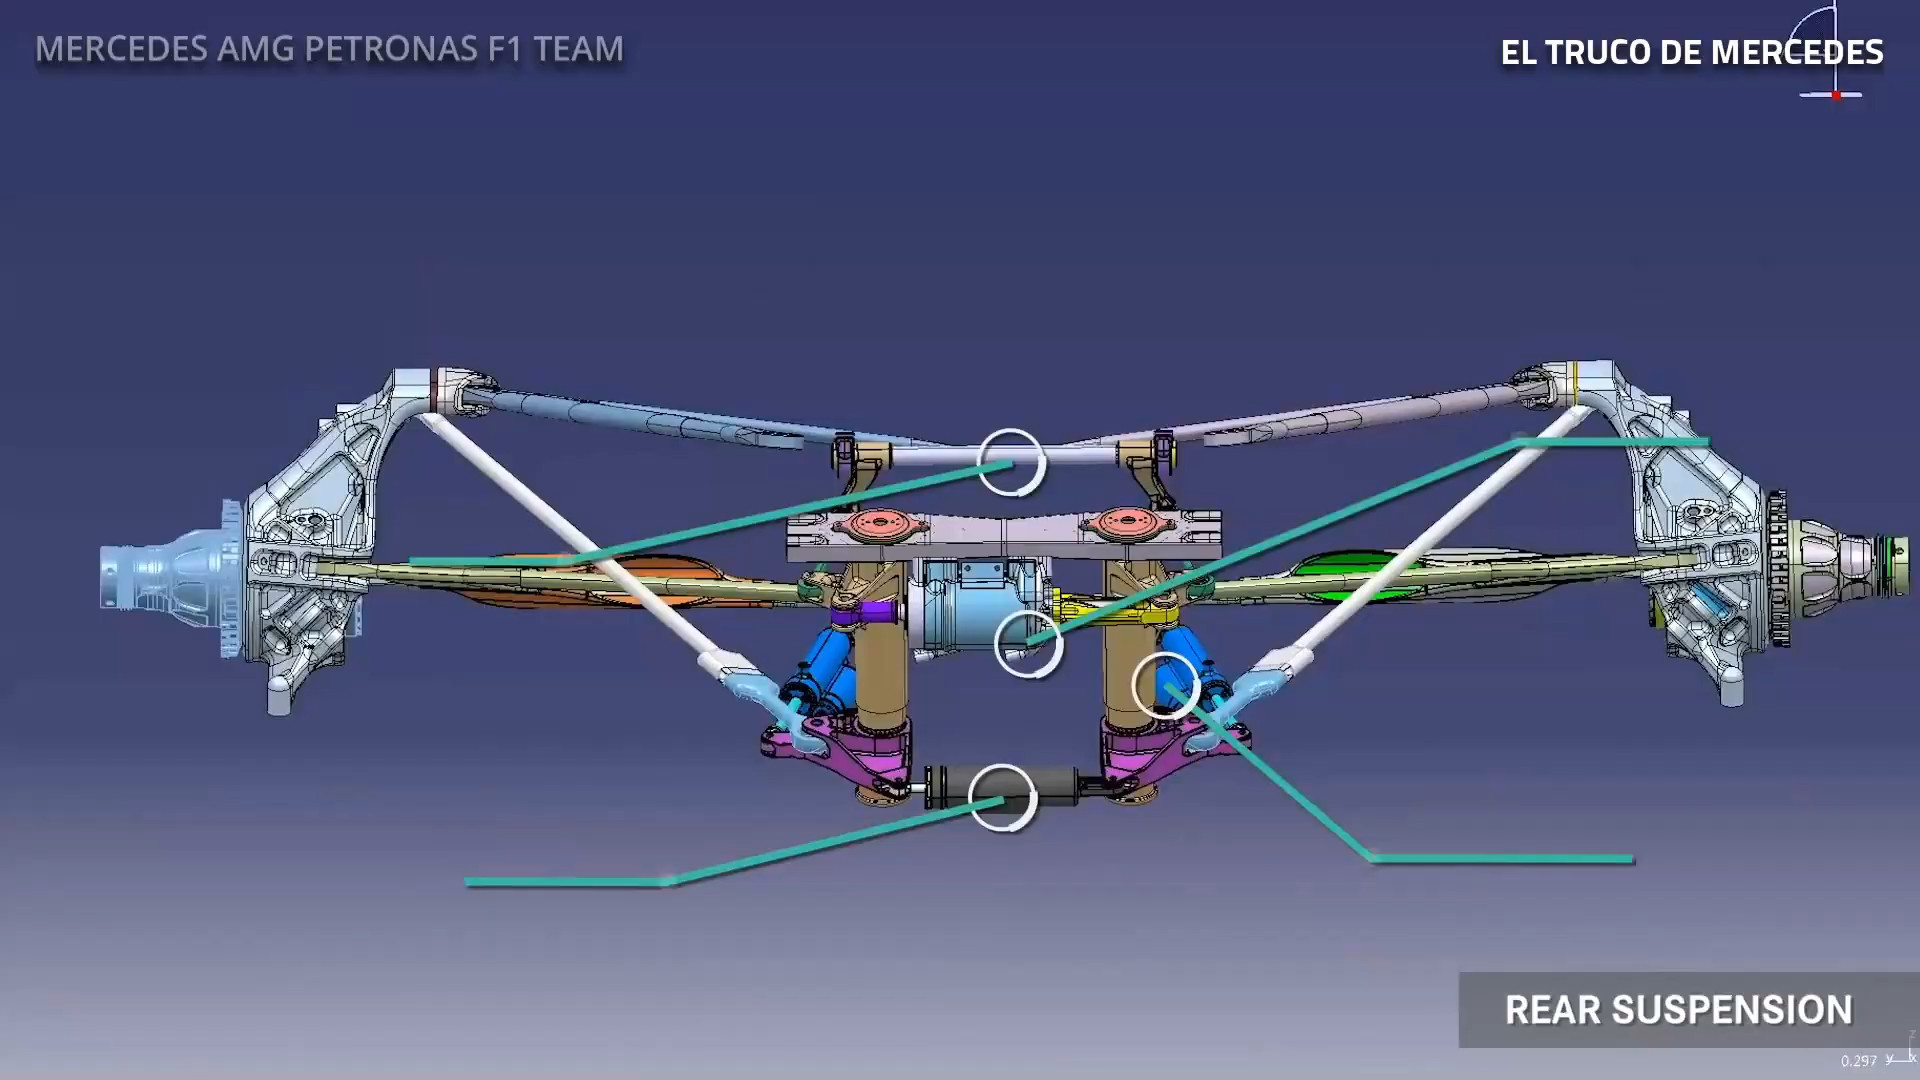 MERCEDES AMG PETRONAS F1 TEAM
EL TRUCO DE MERCEDES
REAR SUSPENSION
0.297 y x
z